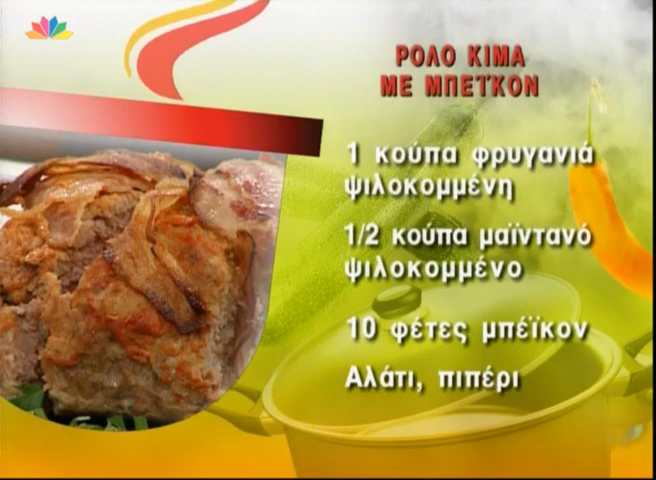 ΡΟΛΟ ΚΙΜΑ
ΜΕ ΜΠΕΪΚΟΝ
1 κούπα φρυγανιά
ψιλοκομμένη
1/2 κούπα μαϊντανό
ψιλοκομμένο
10 φέτες μπέϊκον
Αλάτι, πιπέρι